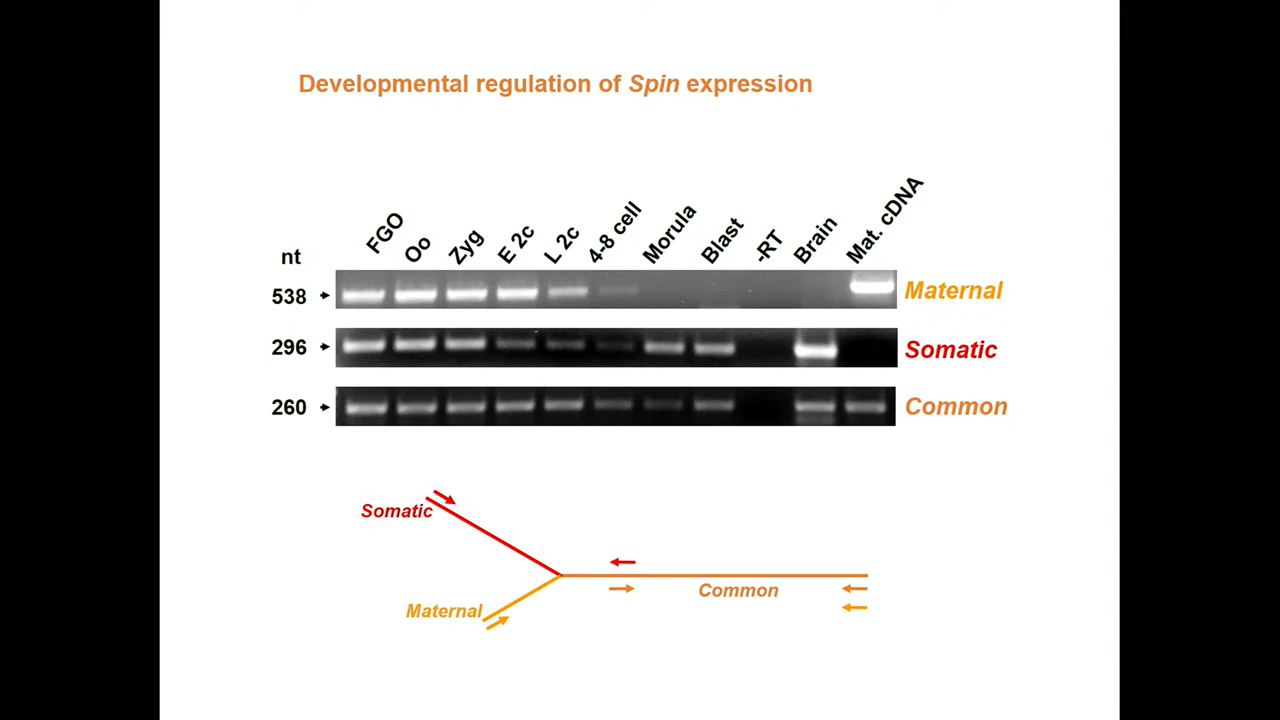 Developmental regulation of Spin expression
nt FGO Oo Zyg E 2c L 2c 4-8 cell Morula Blast -RT Brain Mat. cDNA
538 Maternal
296 Somatic
260 Common
Somatic
Common
Maternal